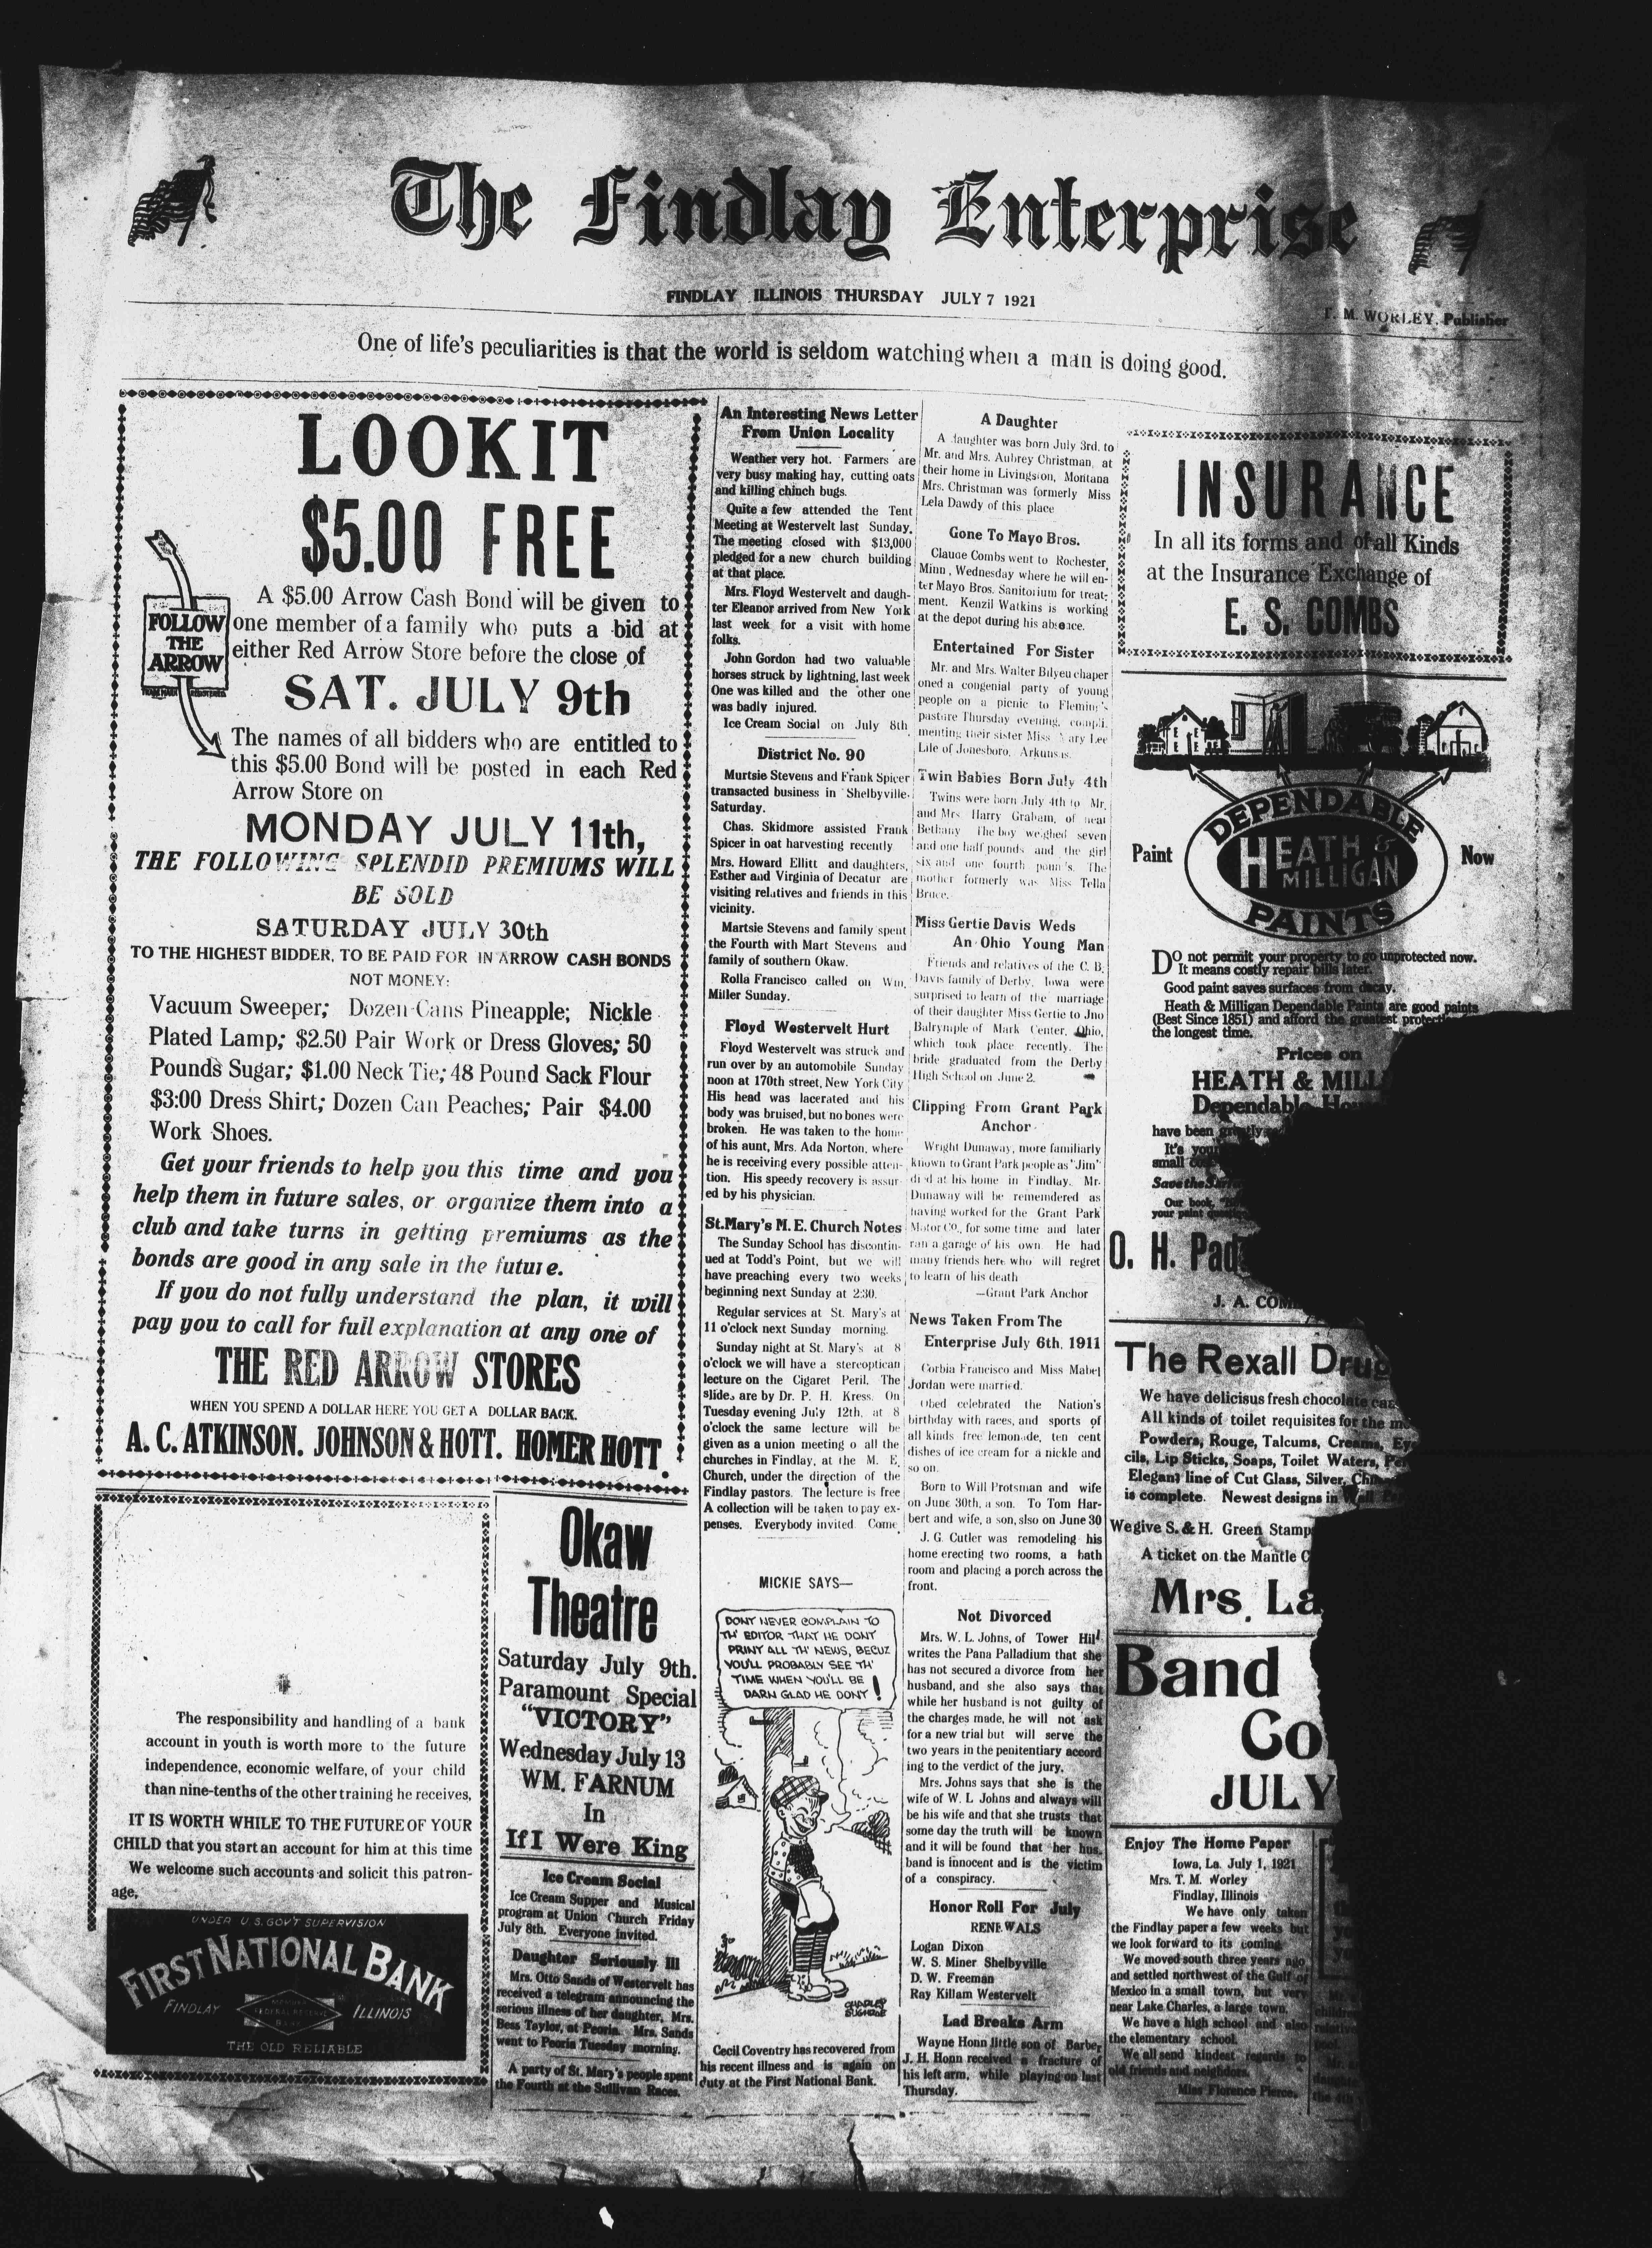 The Findlay Enterprise
FINDLAY ILLINOIS THURSDAY JULY 7 1921
T. M. WORLEY, Publisher
One of life's peculiarities is that the world is seldom watching when a man is doing good.
LOOKIT
$5.00 FREE
FOLLOW
THE
ARROW
TRADE MARK REGISTERED
A $5.00 Arrow Cash Bond will be given to
one member of a family who puts a bid at
either Red Arrow Store before the close of
SAT. JULY 9th
The names of all bidders who are entitled to
this $5.00 Bond will be posted in each Red
Arrow Store on
MONDAY JULY 11th,
THE FOLLOWING SPLENDID PREMIUMS WILL
BE SOLD
SATURDAY JULY 30th
TO THE HIGHEST BIDDER, TO BE PAID FOR IN ARROW CASH BONDS
NOT MONEY:
Vacuum Sweeper; Dozen Cans Pineapple; Nickle
Plated Lamp; $2.50 Pair Work or Dress Gloves; 50
Pounds Sugar; $1.00 Neck Tie; 48 Pound Sack Flour
$3:00 Dress Shirt; Dozen Can Peaches; Pair $4.00
Work Shoes.
Get your friends to help you this time and you
help them in future sales, or organize them into a
club and take turns in getting premiums as the
bonds are good in any sale in the future.
If you do not fully understand the plan, it will
pay you to call for full explanation at any one of
THE RED ARROW STORES
WHEN YOU SPEND A DOLLAR HERE YOU GET A DOLLAR BACK.
A. C. ATKINSON. JOHNSON & HOTT. HOMER HOTT.
The responsibility and handling of a bank
account in youth is worth more to the future
independence, economic welfare, of your child
than nine-tenths of the other training he receives,
IT IS WORTH WHILE TO THE FUTURE OF YOUR
CHILD that you start an account for him at this time
We welcome such accounts and solicit this patron-
age,
UNDER U.S. GOV'T SUPERVISION
FIRST NATIONAL BANK
FINDLAY
MEMBER
FEDERAL RESERVE
BANK
ILLINOIS
THE OLD RELIABLE
Okaw
Theatre
Saturday July 9th.
Paramount Special
"VICTORY"
Wednesday July 13
WM. FARNUM
In
If I Were King
Ice Cream Social
Ice Cream Supper and Musical
program at Union Church Friday
July 8th. Everyone invited.
Daughter Seriously Ill
Mrs. Otto Sands of Westervelt has
received a telegram announcing the
serious illness of her daughter, Mrs.
Bess Taylor, at Peoria. Mrs. Sands
went to Peoria Tuesday morning.
A party of St. Mary's people spent
the Fourth at the Sullivan Races.
An Interesting News Letter
From Union Locality
Weather very hot. Farmers are
very busy making hay, cutting oats
and killing chinch bugs.
Quite a few attended the Tent
Meeting at Westervelt last Sunday.
The meeting closed with $13,000
pledged for a new church building
at that place.
Mrs. Floyd Westervelt and daugh-
ter Eleanor arrived from New York
last week for a visit with home
folks.
John Gordon had two valuable
horses struck by lightning, last week
One was killed and the other one
was badly injured.
Ice Cream Social on July 8th
District No. 90
Murtsie Stevens and Frank Spicer
transacted business in Shelbyville
Saturday.
Chas. Skidmore assisted Frank
Spicer in oat harvesting recently
Mrs. Howard Ellitt and daughters,
Esther and Virginia of Decatur are
visiting relatives and friends in this
vicinity.
Martsie Stevens and family spent
the Fourth with Mart Stevens and
family of southern Okaw.
Rolla Francisco called on Wm.
Miller Sunday.
Floyd Westervelt Hurt
Floyd Westervelt was struck and
run over by an automobile Sunday
noon at 170th street, New York City
His head was lacerated and his
body was bruised, but no bones were
broken. He was taken to the home
of his aunt, Mrs. Ada Norton, where
he is receiving every possible atten-
tion. His speedy recovery is assur-
ed by his physician.
St.Mary's M. E. Church Notes
The Sunday School has discontin-
ued at Todd's Point, but we will
have preaching every two weeks
beginning next Sunday at 2:30.
Regular services at St. Mary's at
11 o'clock next Sunday morning.
Sunday night at St. Mary's at 8
o'clock we will have a stercoptican
lecture on the Cigaret Peril. The
slides are by Dr. P. H. Kress. On
Tuesday evening July 12th, at 8
o'clock the same lecture will be
given as a union meeting o all the
churches in Findlay, at the M. E.
Church, under the direction of the
Findlay pastors. The lecture is free
A collection will be taken to pay ex-
penses. Everybody invited. Come
MICKIE SAYS—
DON'T NEVER COMPLAIN TO
TH' EDITOR THAT HE DON'T
PRINT ALL TH' NEWS, BECUZ
YOU'LL PROBABLY SEE TH'
TIME WHEN YOU'LL BE
DARN GLAD HE DON'T!
CHARLES
SUGHROE
Cecil Coventry has recovered from
his recent illness and is again on
duty at the First National Bank.
A Daughter
A daughter was born July 3rd, to
Mr. and Mrs. Aubrey Christman, at
their home in Livingsion, Montana
Mrs. Christman was formerly Miss
Lela Dawdy of this place
Gone To Mayo Bros.
Claude Combs went to Rochester,
Minn, Wednesday where he will en-
ter Mayo Bros. Sanitorium for treat-
ment. Kenzil Watkins is working
at the depot during his absence.
Entertained For Sister
Mr. and Mrs. Walter Bilyeu chaper
oned a congenial party of young
people on a picnic to Fleming's
pasture Thursday evening, compli-
menting their sister Miss Mary Lee
Lile of Jonesboro, Arkansis.
Twin Babies Born July 4th
Twins were born July 4th to Mr.
and Mrs Harry Graham, of near
Bethany The boy weighed seven
and one half pounds and the girl
six and one fourth poun's. The
mother formerly was Miss Tella
Bruce.
Miss Gertie Davis Weds
An Ohio Young Man
Friends and relatives of the C. B.
Davis family of Derby, Iowa were
surprised to learn of the marriage
of their daughter Miss Gertie to Jno
Balrymple of Mark Center, Ohio,
which took place recently. The
bride graduated from the Derby
High School on June 2.
Clipping From Grant Park
Anchor
Wright Dunaway, more familiarly
known to Grant Park people as "Jim"
died at his home in Findlay. Mr.
Dunaway will be rememdered as
having worked for the Grant Park
Motor Co., for some time and later
ran a garage of his own. He had
many friends here who will regret
to learn of his death
—Grant Park Anchor
News Taken From The
Enterprise July 6th, 1911
Corbia Francisco and Miss Mabel
Jordan were married.
Obed celebrated the Nation's
birthday with races, and sports of
all kinds free lemonade, ten cent
dishes of ice cream for a nickle and
so on.
Born to Will Protsman and wife
on June 30th, a son. To Tom Har-
bert and wife, a son, slso on June 30
J. G. Cutler was remodeling his
home erecting two rooms, a bath
room and placing a porch across the
front.
Not Divorced
Mrs. W. L. Johns, of Tower Hill
writes the Pana Palladium that she
has not secured a divorce from her
husband, and she also says that
while her husband is not guilty of
the charges made, he will not ask
for a new trial but will serve the
two years in the penitentiary accord
ing to the verdict of the jury.
Mrs. Johns says that she is the
wife of W. L Johns and always will
be his wife and that she trusts that
some day the truth will be known
and it will be found that her hus,
band is innocent and is the victim
of a conspiracy.
Honor Roll For July
RENEWALS
Logan Dixon
W. S. Miner Shelbyville
D. W. Freeman
Ray Killam Westervelt
Lad Breaks Arm
Wayne Honn little son of Barber
J. H. Honn received a fracture of
his left arm, while playing on last
Thursday.
INSURANCE
In all its forms and of all Kinds
at the Insurance Exchange of
E. S. COMBS
Paint
DEPENDABLE
HEATH &
MILLIGAN
PAINTS
Now
DO not permit your property to go unprotected now.
It means costly repair bills later.
Good paint saves surfaces from decay.
Heath & Milligan Dependable Paints are good paints
(Best Since 1851) and afford the greatest
the longest time.
Prices on
HEATH &
have been
It's your
small
Save the
Our book,
your paint
O. H.
J. A.
The Rexall Drug
We have delicisus fresh chocolate
All kinds of toilet requisites for the
Powders, Rouge, Talcums, Creams,
cils, Lip Sticks, Soaps, Toilet Waters,
Elegant line of Cut Glass, Silver,
is complete. Newest designs in
We give S. & H. Green Stamp
A ticket on the Mantle C
Mrs. La
Band
Co
JULY
Enjoy The Home Paper
Iowa, La. July 1, 1921
Mrs. T. M. Worley
Findlay, Illinois
We have only taken
the Findlay paper a few weeks but
we look forward to its coming
We moved south three years ago
and settled northwest of the Gulf of
Mexico in a small town, but very
near Lake Charles, a large town.
We have a high school and also
the elementary school.
We all send kindest regards to
old friends and neighdors.
Miss Florence Pierce.